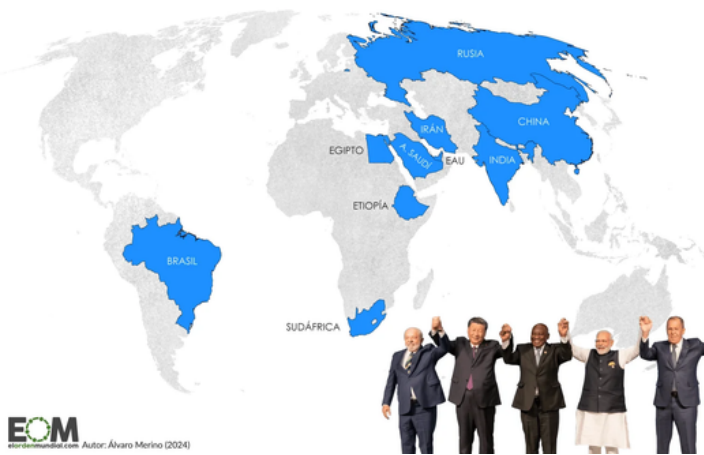 RUSIA
CHINA
IRÁN
EGIPTO
A. SAUDÍ
EAU
INDIA
ETIOPÍA
BRASIL
SUDÁFRICA
EOM
elordenmundial.com
Autor: Álvaro Merino (2024)